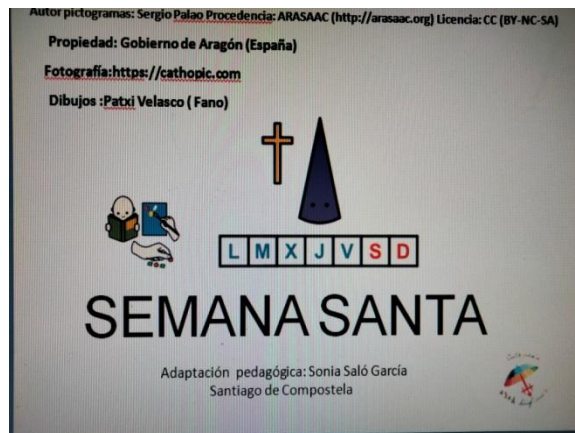 Autor pictogramas: Sergio Palao Procedencia: ARASAAC (http://arasaac.org) Licencia: CC (BY-NC-SA)
Propiedad: Gobierno de Aragón (España)
Fotografía:https://cathopic.com
Dibujos :Patxi Velasco ( Fano)
L M X J V S D
SEMANA SANTA
Adaptación pedagógica: Sonia Saló García
Santiago de Compostela